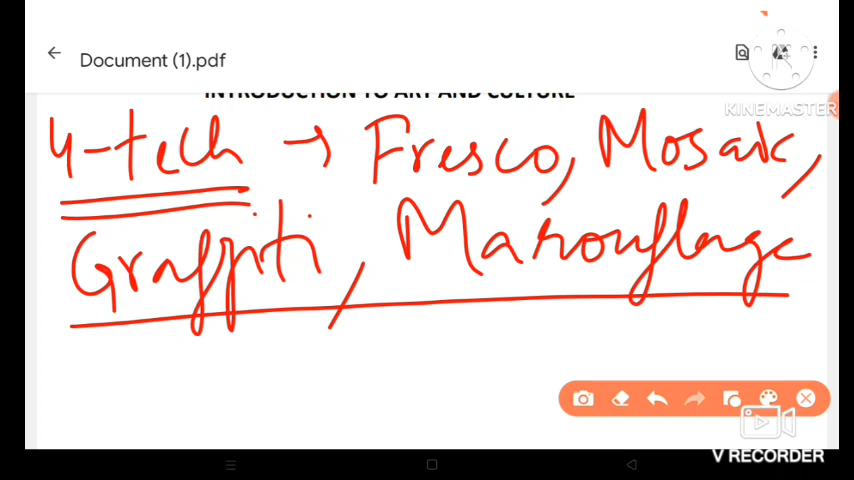 Document (1).pdf
KINEMASTER
INTRODUCTION TO ART AND CULTURE
4-tech → Fresco, Mosaic,
Graffiti, Marouflage
V RECORDER